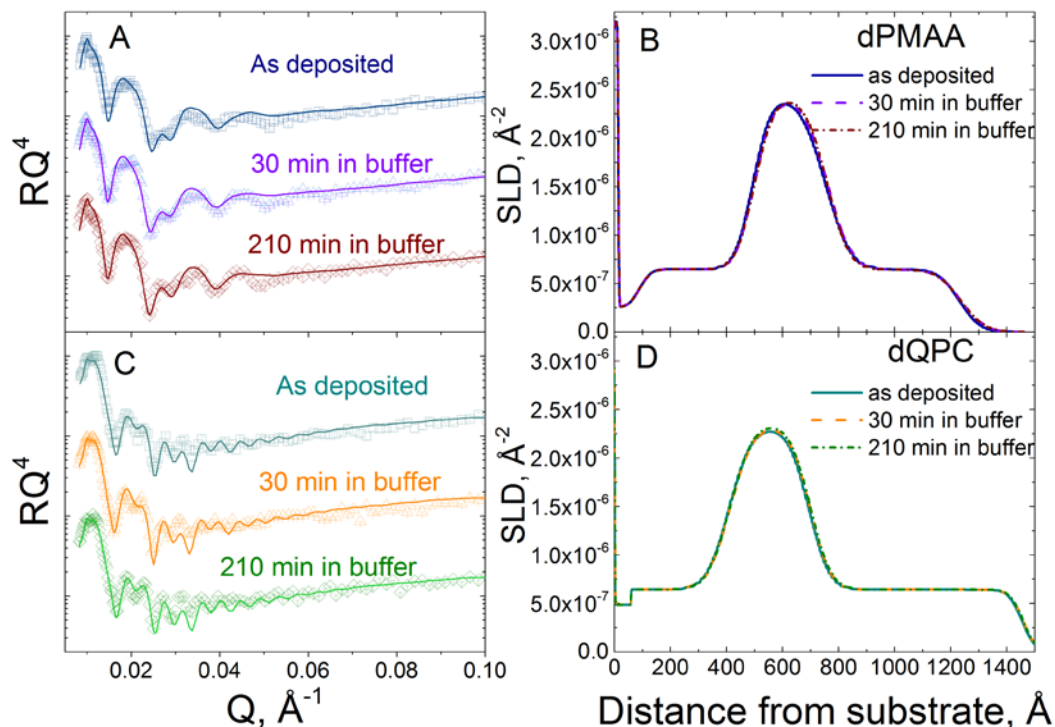 A
As deposited
30 min in buffer
210 min in buffer
RQ⁴
B
dPMAA
as deposited
30 min in buffer
210 min in buffer
SLD, Å⁻²
3.0x10⁻⁶
2.5x10⁻⁶
2.0x10⁻⁶
1.5x10⁻⁶
1.0x10⁻⁶
5.0x10⁻⁷
0.0
C
As deposited
30 min in buffer
210 min in buffer
RQ⁴
0.02 0.04 0.06 0.08 0.10
Q, Å⁻¹
D
dQPC
as deposited
30 min in buffer
210 min in buffer
SLD, Å⁻²
3.0x10⁻⁶
2.5x10⁻⁶
2.0x10⁻⁶
1.5x10⁻⁶
1.0x10⁻⁶
5.0x10⁻⁷
0.0
0 200 400 600 800 1000 1200 1400
Distance from substrate, Å